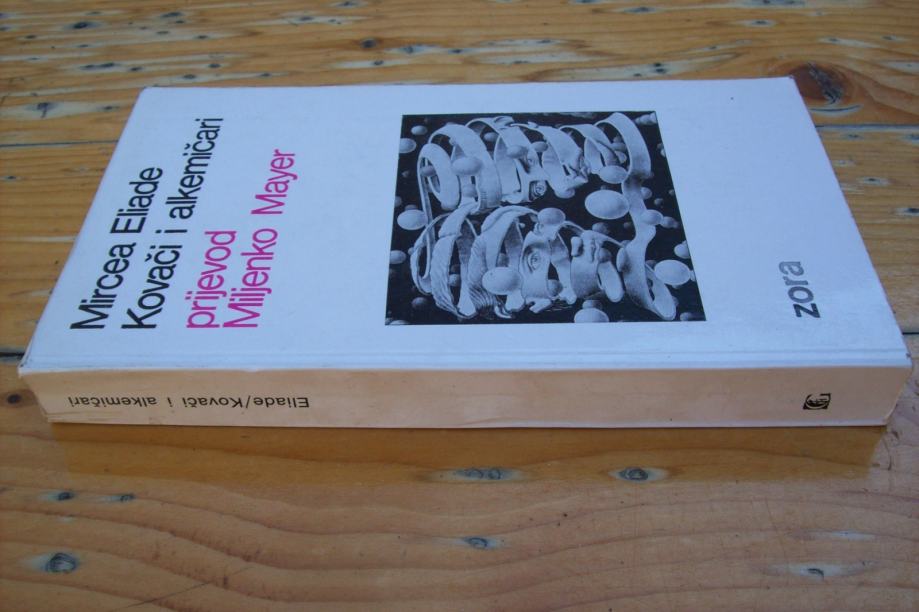 Mircea Eliade
Kovači i alkemičari
prijevod
Miljenko Mayer
zora
Eliade/Kovači i alkemičari